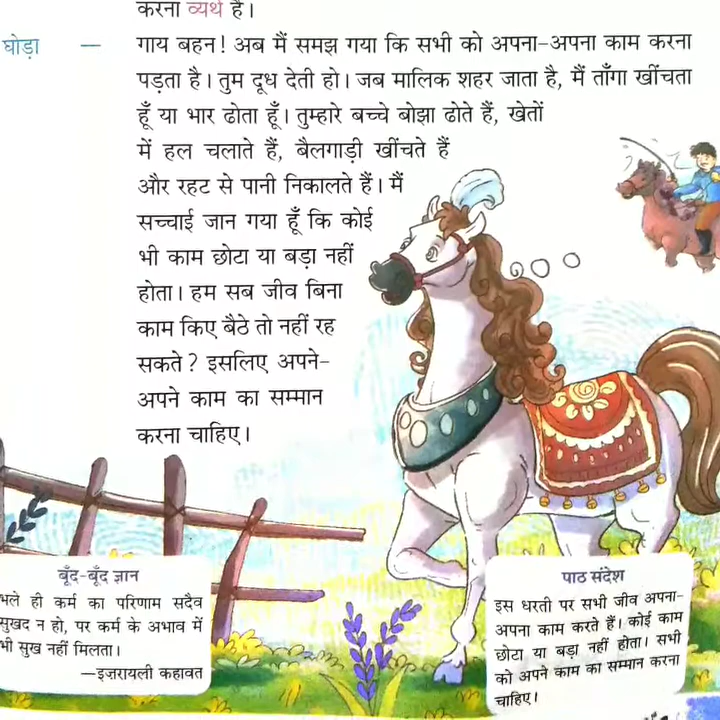 करना व्यर्थ है।
घोड़ा — गाय बहन! अब मैं समझ गया कि सभी को अपना-अपना काम करना
पड़ता है। तुम दूध देती हो। जब मालिक शहर जाता है, मैं ताँगा खींचता
हूँ या भार ढोता हूँ। तुम्हारे बच्चे बोझा ढोते हैं, खेतों
में हल चलाते हैं, बैलगाड़ी खींचते हैं
और रहट से पानी निकालते हैं। मैं
सच्चाई जान गया हूँ कि कोई
भी काम छोटा या बड़ा नहीं
होता। हम सब जीव बिना
काम किए बैठे तो नहीं रह
सकते? इसलिए अपने-
अपने काम का सम्मान
करना चाहिए।
बूँद-बूँद ज्ञान
भले ही कर्म का परिणाम सदैव
सुखद न हो, पर कर्म के अभाव में
भी सुख नहीं मिलता।
—इज़रायली कहावत
पाठ संदेश
इस धरती पर सभी जीव अपना-
अपना काम करते हैं। कोई काम
छोटा या बड़ा नहीं होता। सभी
को अपने काम का सम्मान करना
चाहिए।